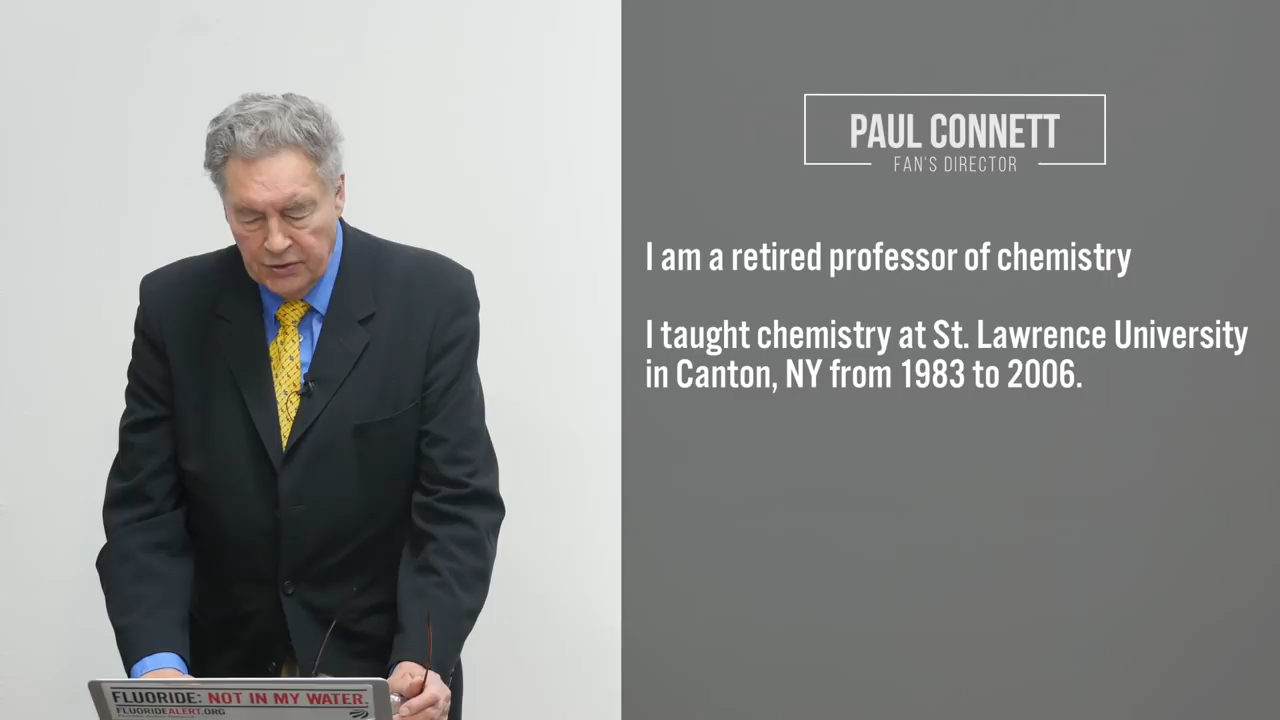 PAUL CONNETT
FAN'S DIRECTOR
I am a retired professor of chemistry
I taught chemistry at St. Lawrence University
in Canton, NY from 1983 to 2006.
FLUORIDE: NOT IN MY WATER.
FLUORIDEALERT.ORG